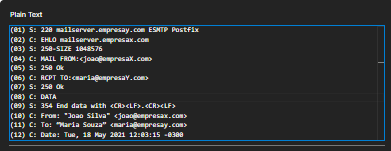 Plain Text
(01) S: 220 mailserver.empresay.com ESMTP Postfix
(02) C: EHLO mailserver.empresax.com
(03) S: 250-SIZE 1048576
(04) C: MAIL FROM:<joao@empresaX.com>
(05) S: 250 Ok
(06) C: RCPT TO:<maria@empresaY.com>
(07) S: 250 Ok
(08) C: DATA
(09) S: 354 End data with <CR><LF>.<CR><LF>
(10) C: From: "Joao Silva" <joao@empresax.com>
(11) C: To: "Maria Souza" <maria@empresay.com>
(12) C: Date: Tue, 18 May 2021 12:03:15 -0300